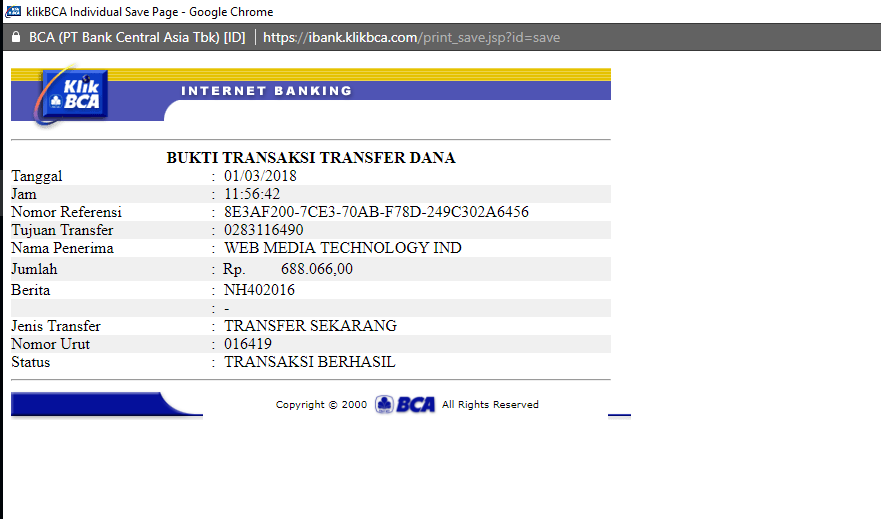 klikBCA Individual Save Page - Google Chrome
BCA (PT Bank Central Asia Tbk) [ID] | https://ibank.klikbca.com/print_save.jsp?id=save
Klik BCA
INTERNET BANKING
BUKTI TRANSAKSI TRANSFER DANA
Tanggal : 01/03/2018
Jam : 11:56:42
Nomor Referensi : 8E3AF200-7CE3-70AB-F78D-249C302A6456
Tujuan Transfer : 0283116490
Nama Penerima : WEB MEDIA TECHNOLOGY IND
Jumlah : Rp. 688.066,00
Berita : NH402016
: -
Jenis Transfer : TRANSFER SEKARANG
Nomor Urut : 016419
Status : TRANSAKSI BERHASIL
Copyright © 2000 BCA All Rights Reserved